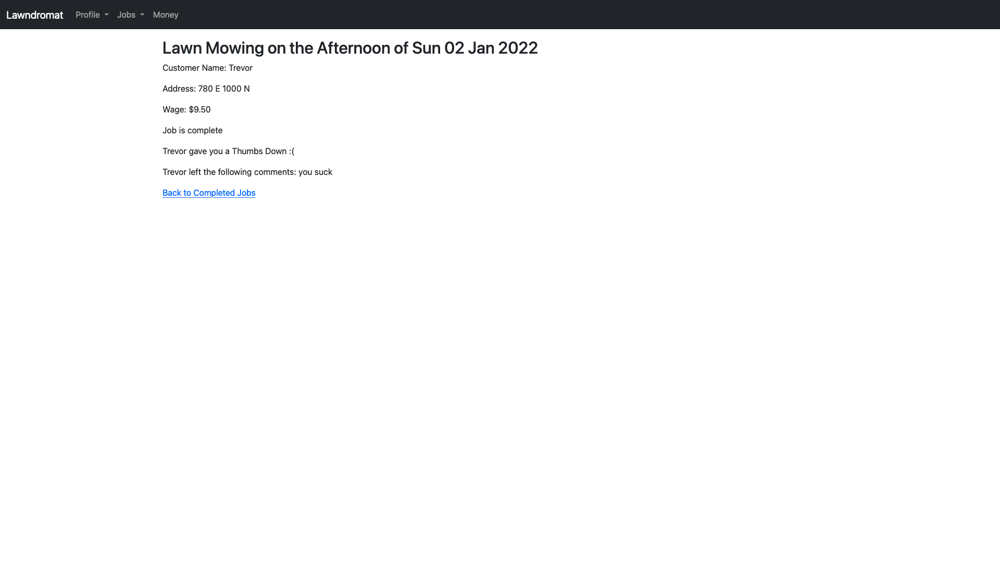 Lawndromat Profile Jobs Money
Lawn Mowing on the Afternoon of Sun 02 Jan 2022
Customer Name: Trevor
Address: 780 E 1000 N
Wage: $9.50
Job is complete
Trevor gave you a Thumbs Down :(
Trevor left the following comments: you suck
Back to Completed Jobs